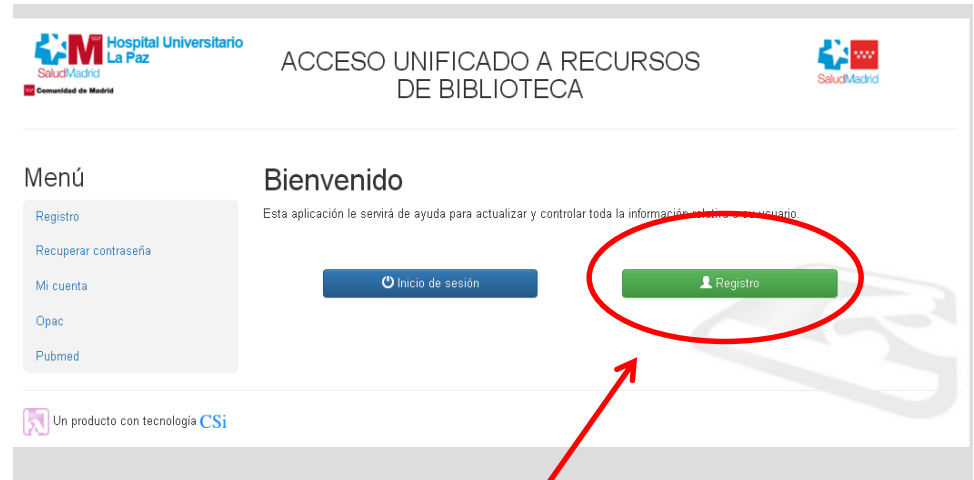 Hospital Universitario
La Paz
SaludMadrid
Comunidad de Madrid
ACCESO UNIFICADO A RECURSOS
DE BIBLIOTECA
SaludMadrid
Menú
Registro
Recuperar contraseña
Mi cuenta
Opac
Pubmed
Bienvenido
Esta aplicación le servirá de ayuda para actualizar y controlar toda la información relativa a su usuario.
Inicio de sesión
Registro
Un producto con tecnología CSi